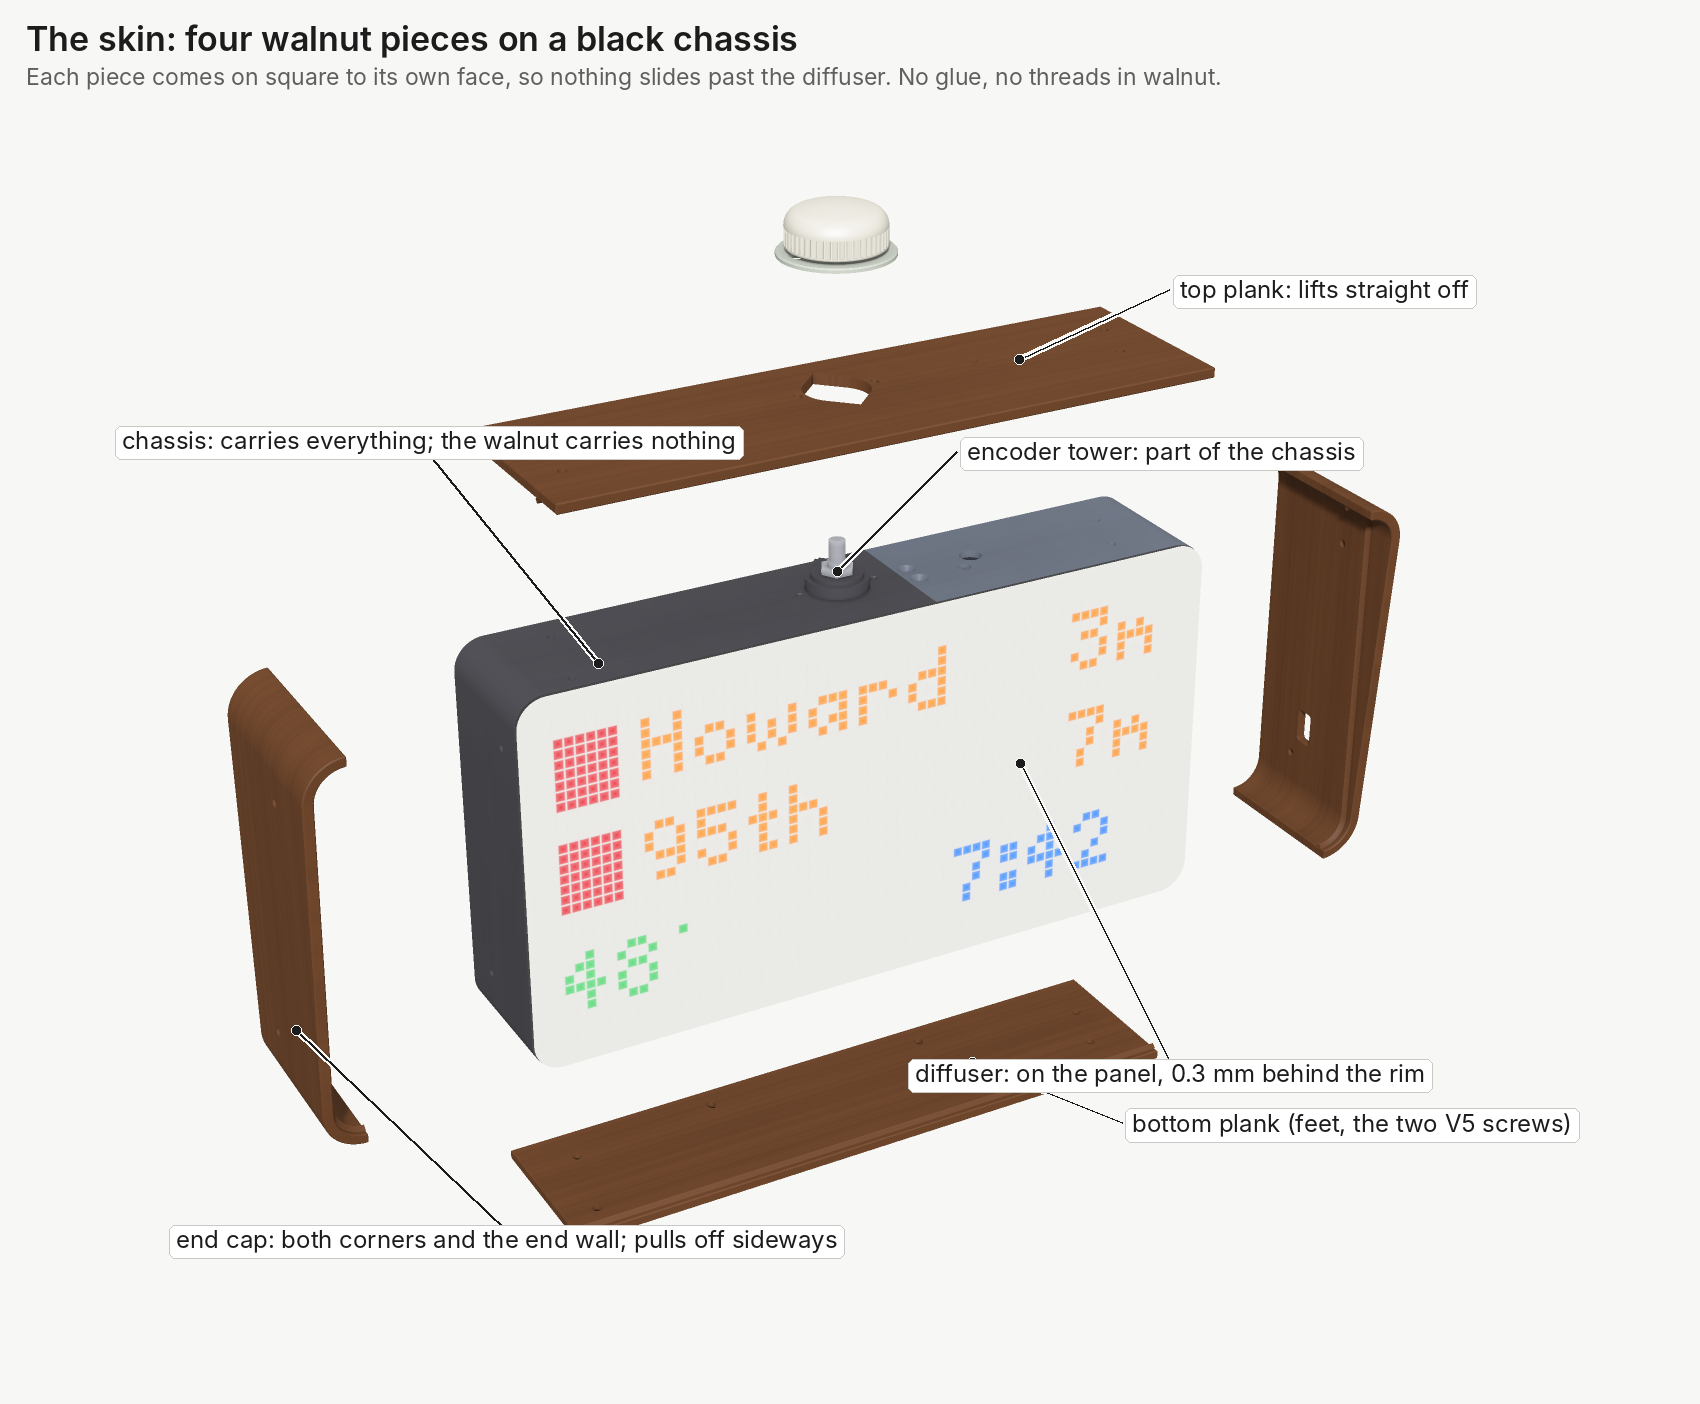 The skin: four walnut pieces on a black chassis
Each piece comes on square to its own face, so nothing slides past the diffuser. No glue, no threads in walnut.
top plank: lifts straight off
chassis: carries everything; the walnut carries nothing
encoder tower: part of the chassis
Howard 3m
95th 7m
48° 7:42
diffuser: on the panel, 0.3 mm behind the rim
bottom plank (feet, the two V5 screws)
end cap: both corners and the end wall; pulls off sideways